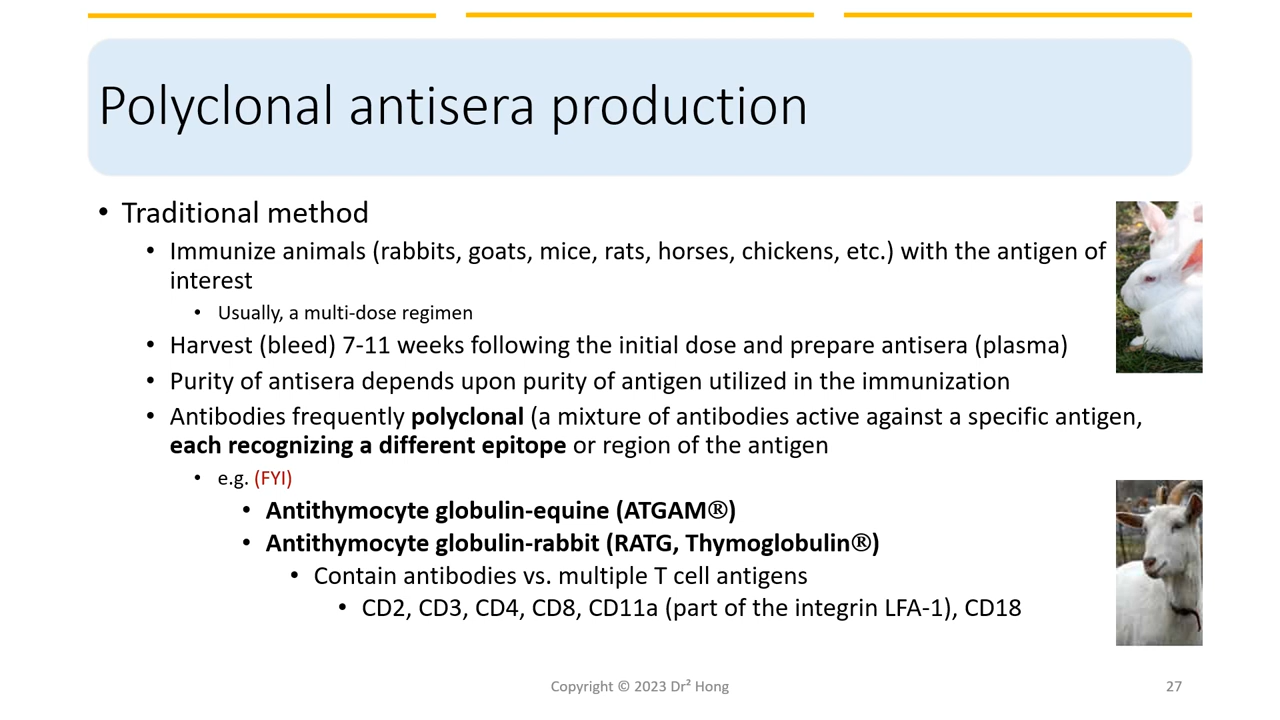 Polyclonal antisera production
• Traditional method
• Immunize animals (rabbits, goats, mice, rats, horses, chickens, etc.) with the antigen of
interest
• Usually, a multi-dose regimen
• Harvest (bleed) 7-11 weeks following the initial dose and prepare antisera (plasma)
• Purity of antisera depends upon purity of antigen utilized in the immunization
• Antibodies frequently polyclonal (a mixture of antibodies active against a specific antigen,
each recognizing a different epitope or region of the antigen
• e.g. (FYI)
• Antithymocyte globulin-equine (ATGAM®)
• Antithymocyte globulin-rabbit (RATG, Thymoglobulin®)
• Contain antibodies vs. multiple T cell antigens
• CD2, CD3, CD4, CD8, CD11a (part of the integrin LFA-1), CD18
Copyright © 2023 Dr² Hong
27